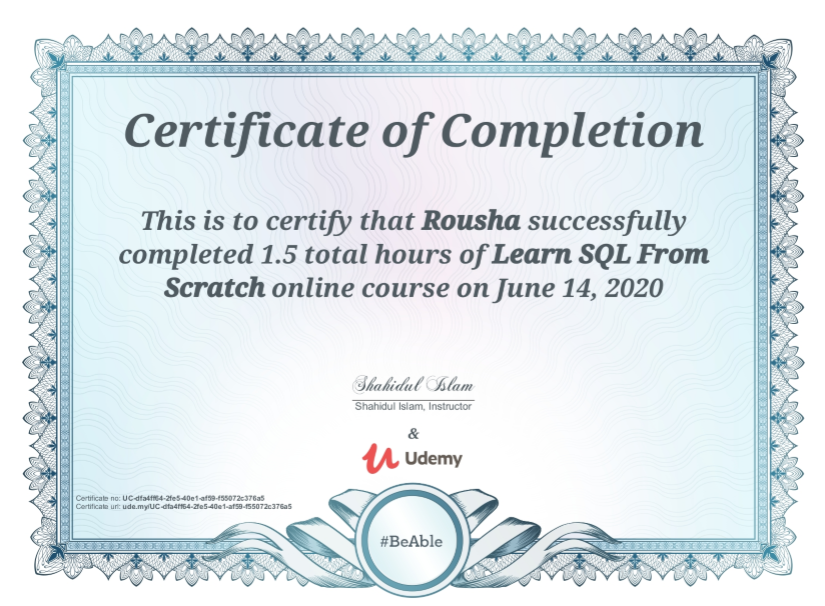 Certificate of Completion
This is to certify that Rousha successfully
completed 1.5 total hours of Learn SQL From
Scratch online course on June 14, 2020
Shahidul Islam
Shahidul Islam, Instructor
&
Udemy
Certificate no: UC-dfa4ff64-2fe5-40e1-af59-f55072c376a5
Certificate url: ude.my/UC-dfa4ff64-2fe5-40e1-af59-f55072c376a5
#BeAble